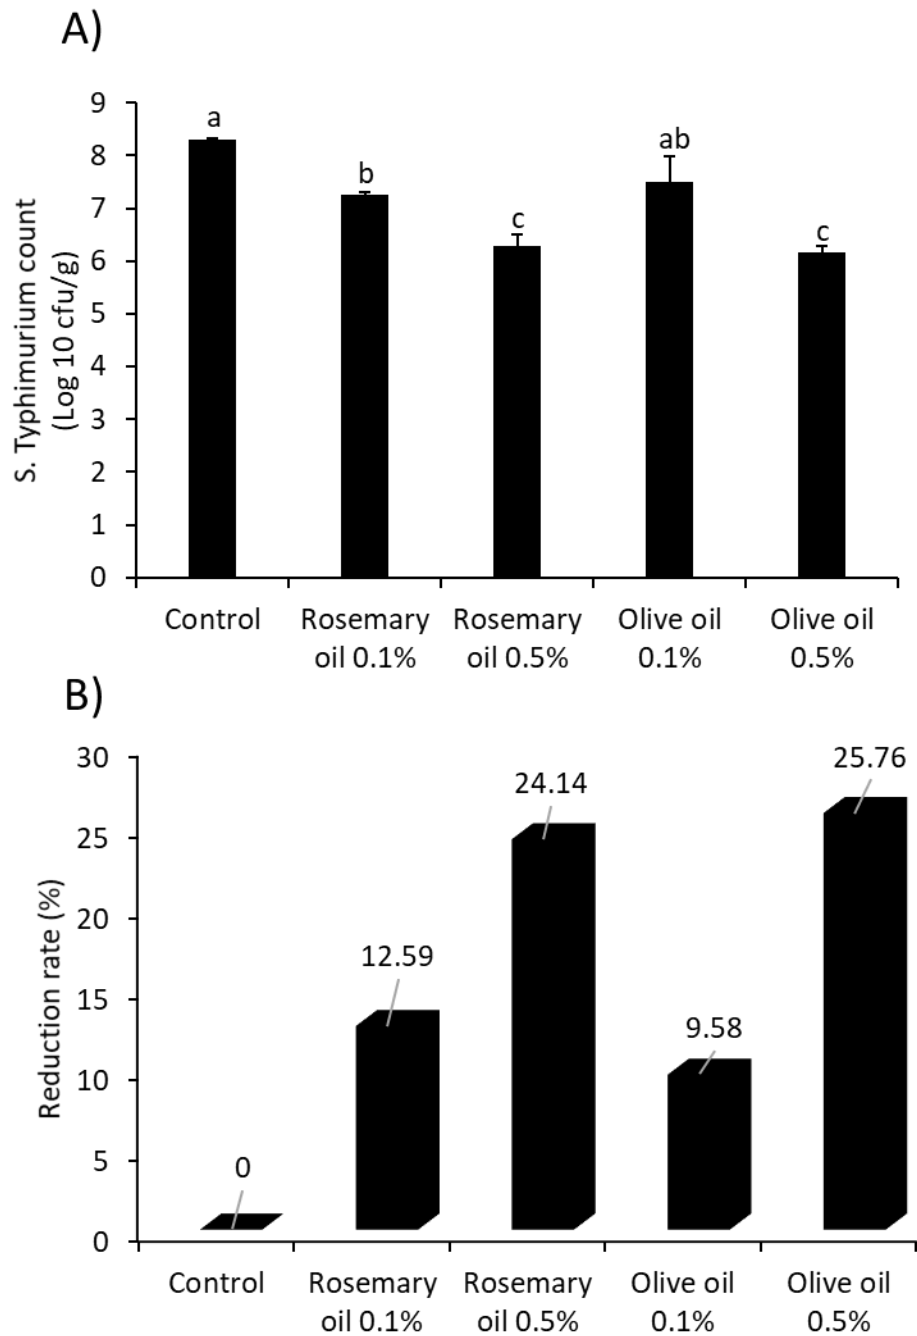 A)
S. Typhimurium count
(Log 10 cfu/g)
9
8
7
6
5
4
3
2
1
0
a
b
c
ab
c
Control
Rosemary
oil 0.1%
Rosemary
oil 0.5%
Olive oil
0.1%
Olive oil
0.5%
B)
Reduction rate (%)
30
25
20
15
10
5
0
0
12.59
24.14
9.58
25.76
Control
Rosemary
oil 0.1%
Rosemary
oil 0.5%
Olive oil
0.1%
Olive oil
0.5%